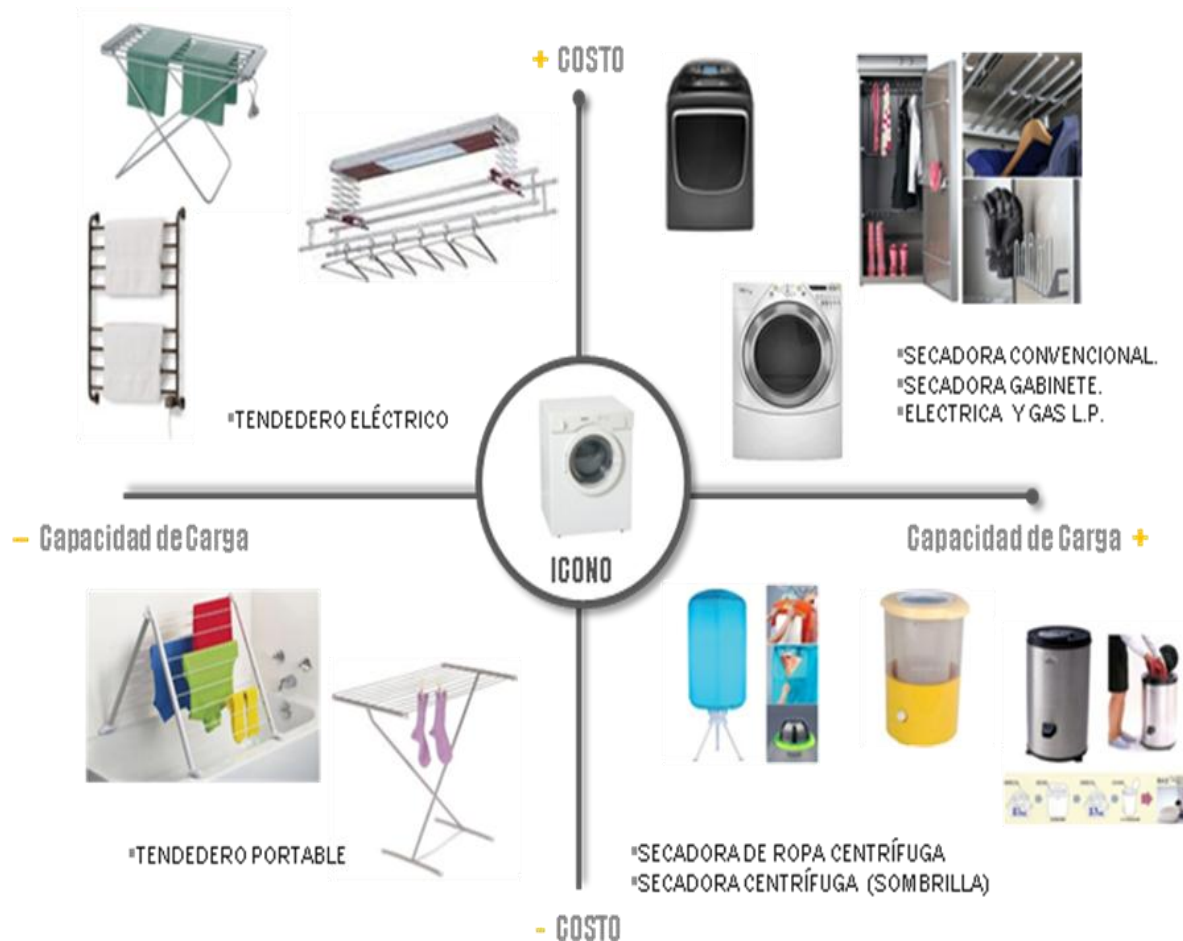 + COSTO
▪SECADORA CONVENCIONAL.
▪SECADORA GABINETE.
▪ELECTRICA Y GAS L.P.
▪TENDEDERO ELÉCTRICO
- Capacidad de Carga
Capacidad de Carga +
ICONO
▪TENDEDERO PORTABLE
▪SECADORA DE ROPA CENTRÍFUGA
▪SECADORA CENTRÍFUGA (SOMBRILLA)
- COSTO